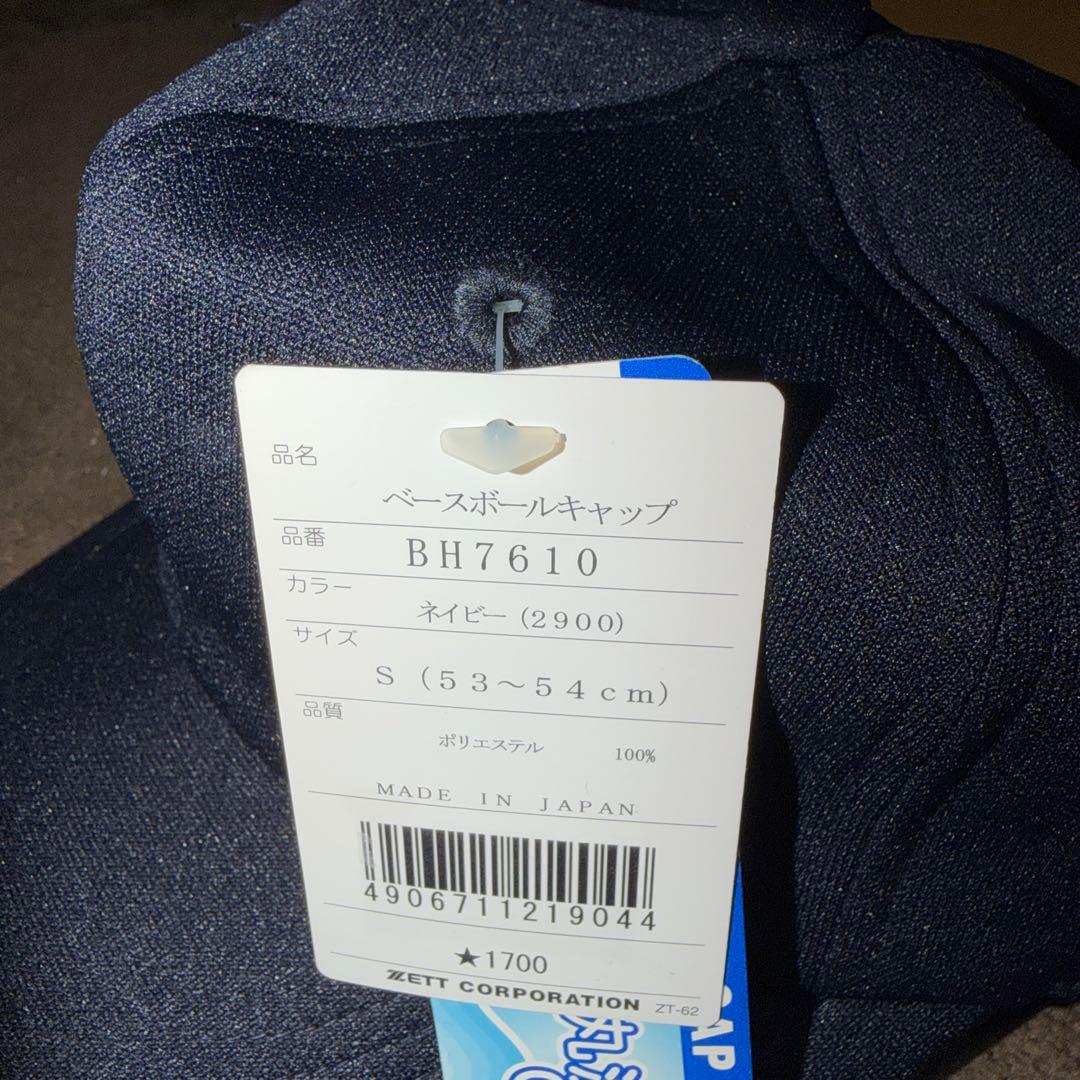 品名
ベースボールキャップ
品番
BH7610
カラー
ネイビー (2900)
サイズ
S (53～54cm)
品質
ポリエステル 100%
MADE IN JAPAN
4906711219044
★1700
ZETT CORPORATION ZT-62